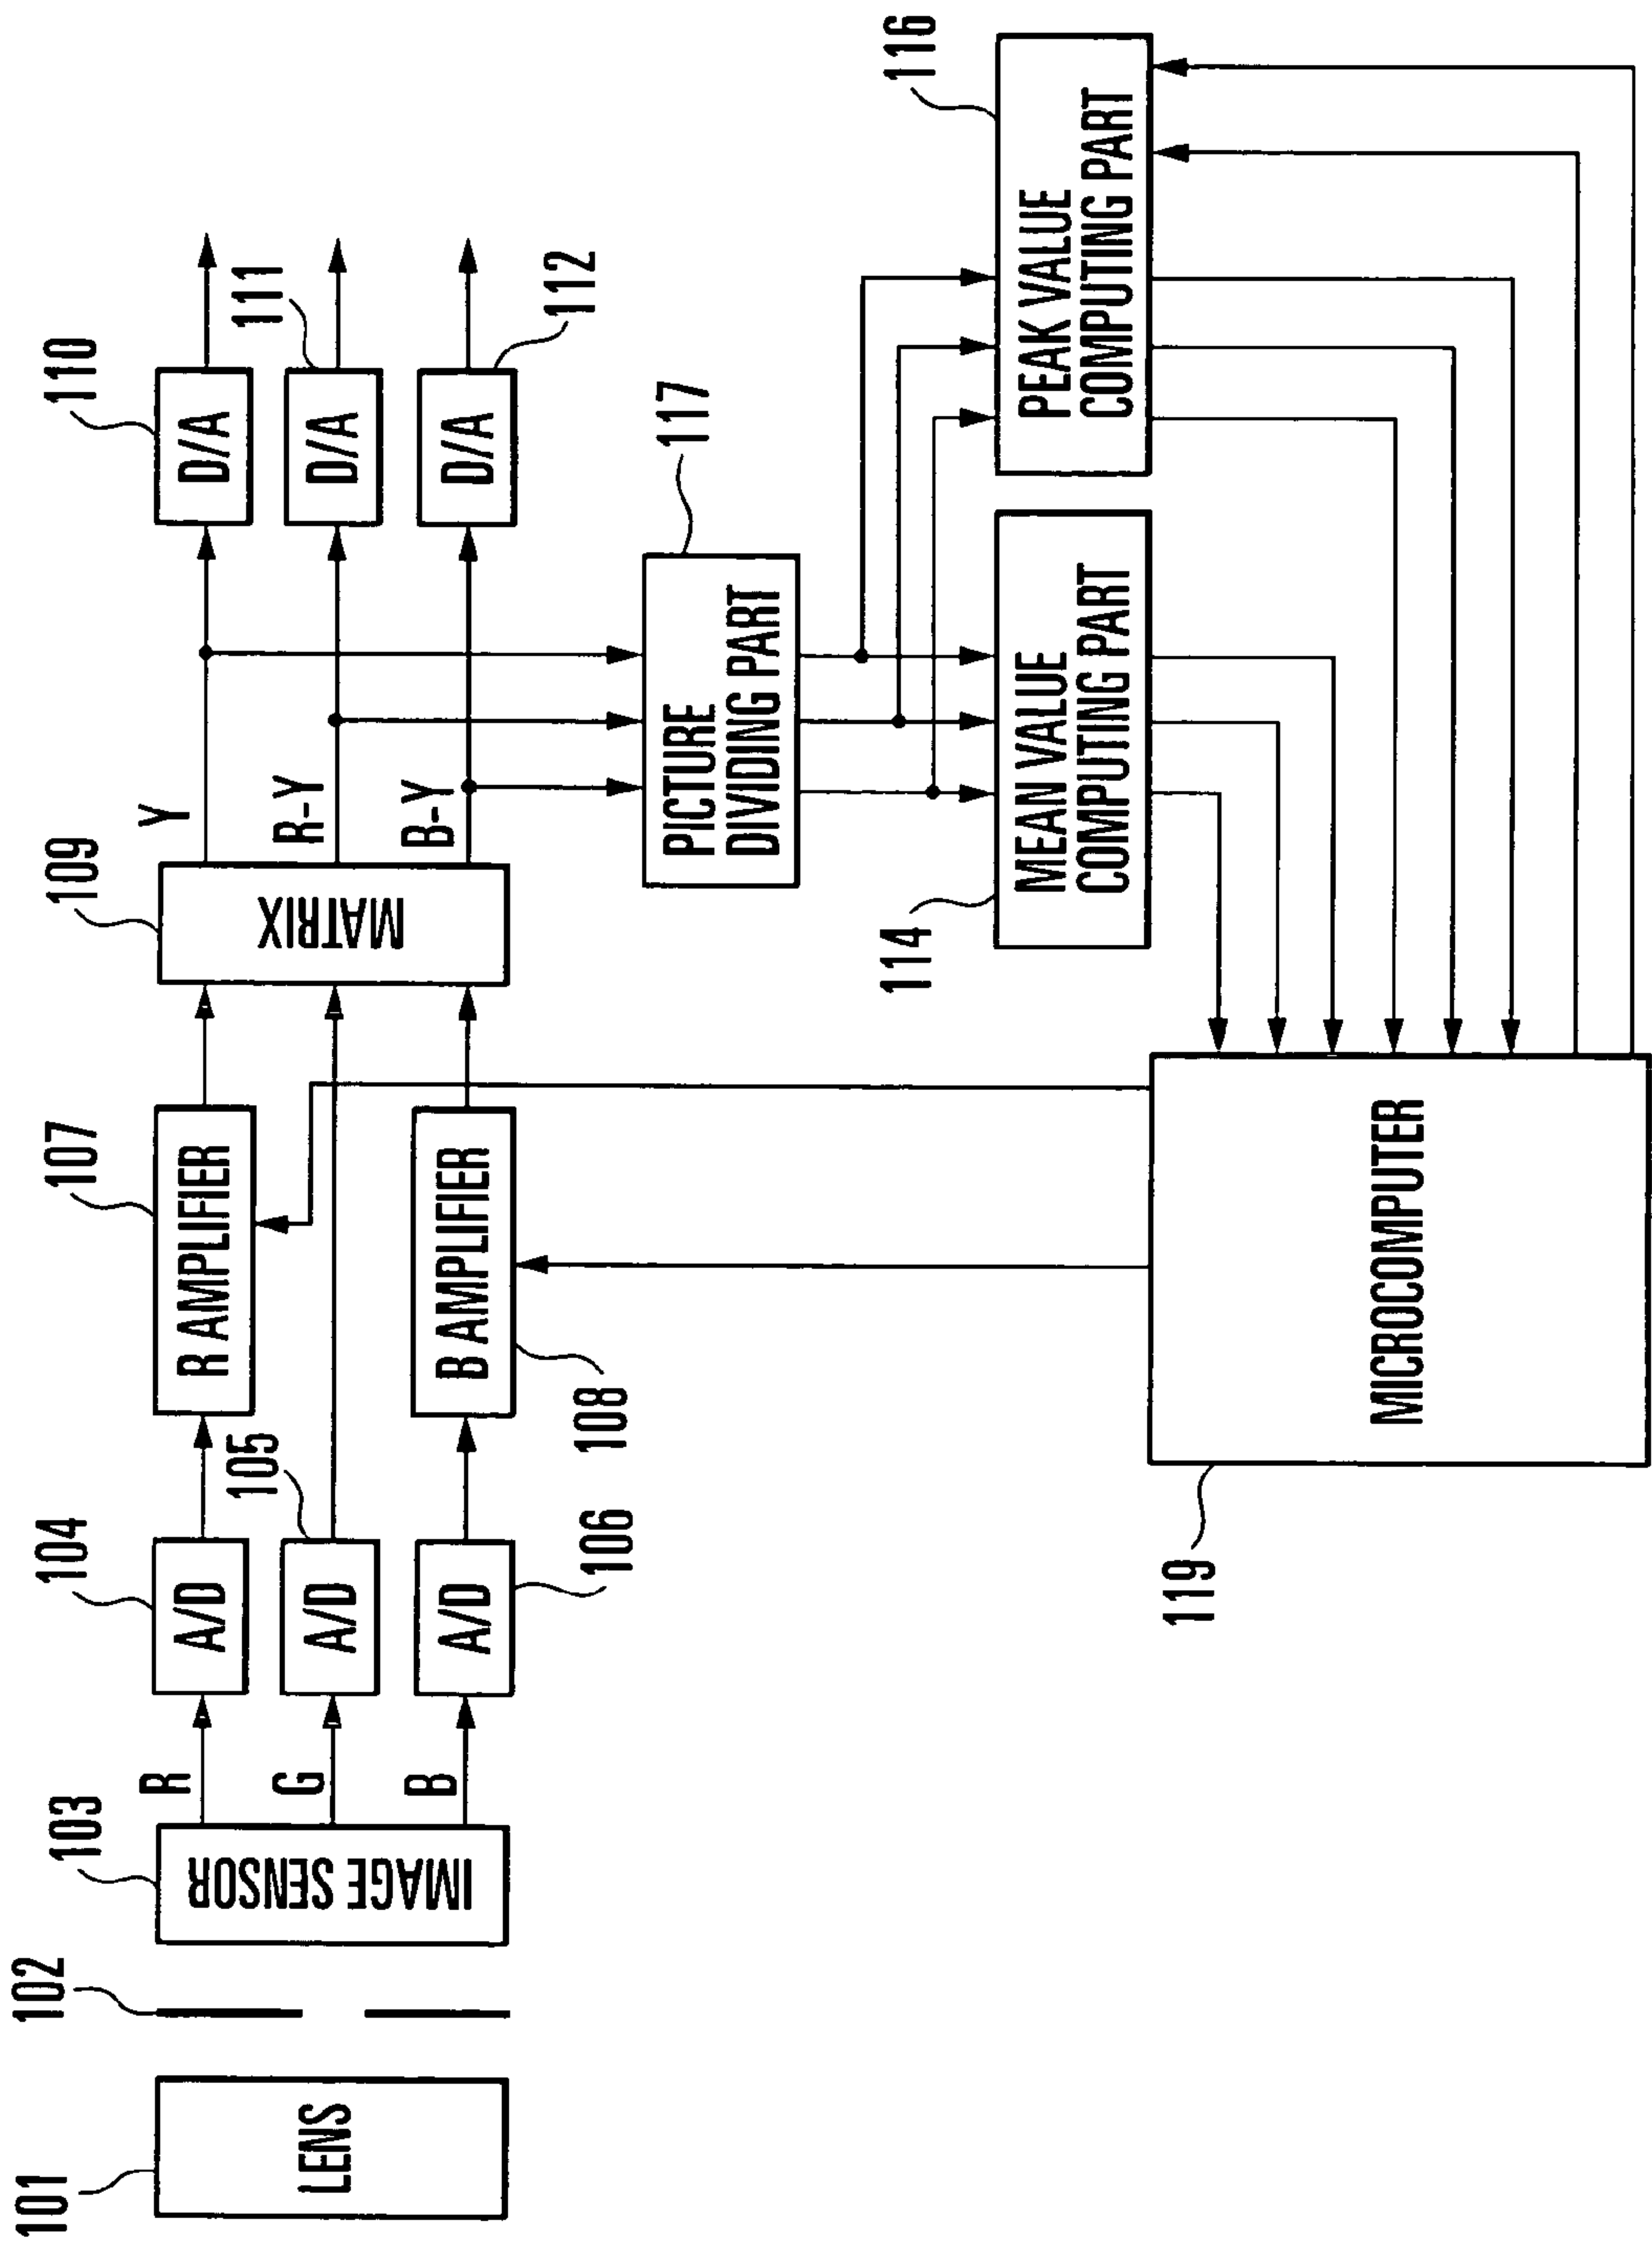 101
LENS
102
103
IMAGE SENSOR
R
G
B
104
A/D
105
A/D
106
A/D
107
R AMPLIFIER
108
B AMPLIFIER
109
MATRIX
Y
R-Y
B-Y
110
D/A
111
D/A
112
D/A
117
PICTURE
DIVIDING PART
114
MEAN VALUE
COMPUTING PART
116
PEAK VALUE
COMPUTING PART
119
MICROCOMPUTER